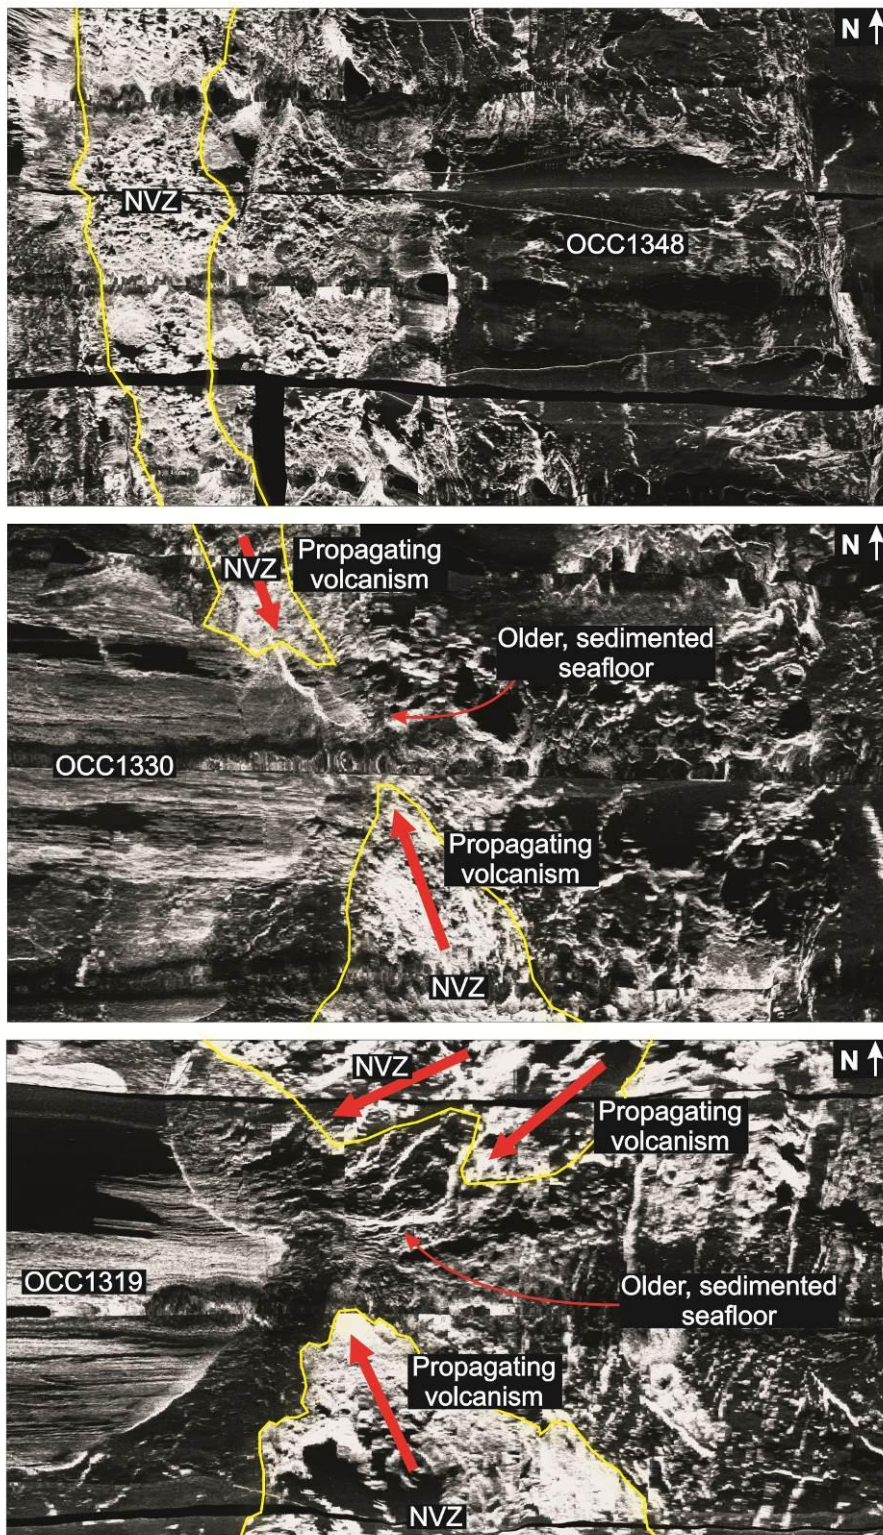 N
NVZ
OCC1348
N
NVZ
Propagating
volcanism
Older, sedimented
seafloor
OCC1330
Propagating
volcanism
NVZ
N
NVZ
Propagating
volcanism
OCC1319
Older, sedimented
seafloor
Propagating
volcanism
NVZ